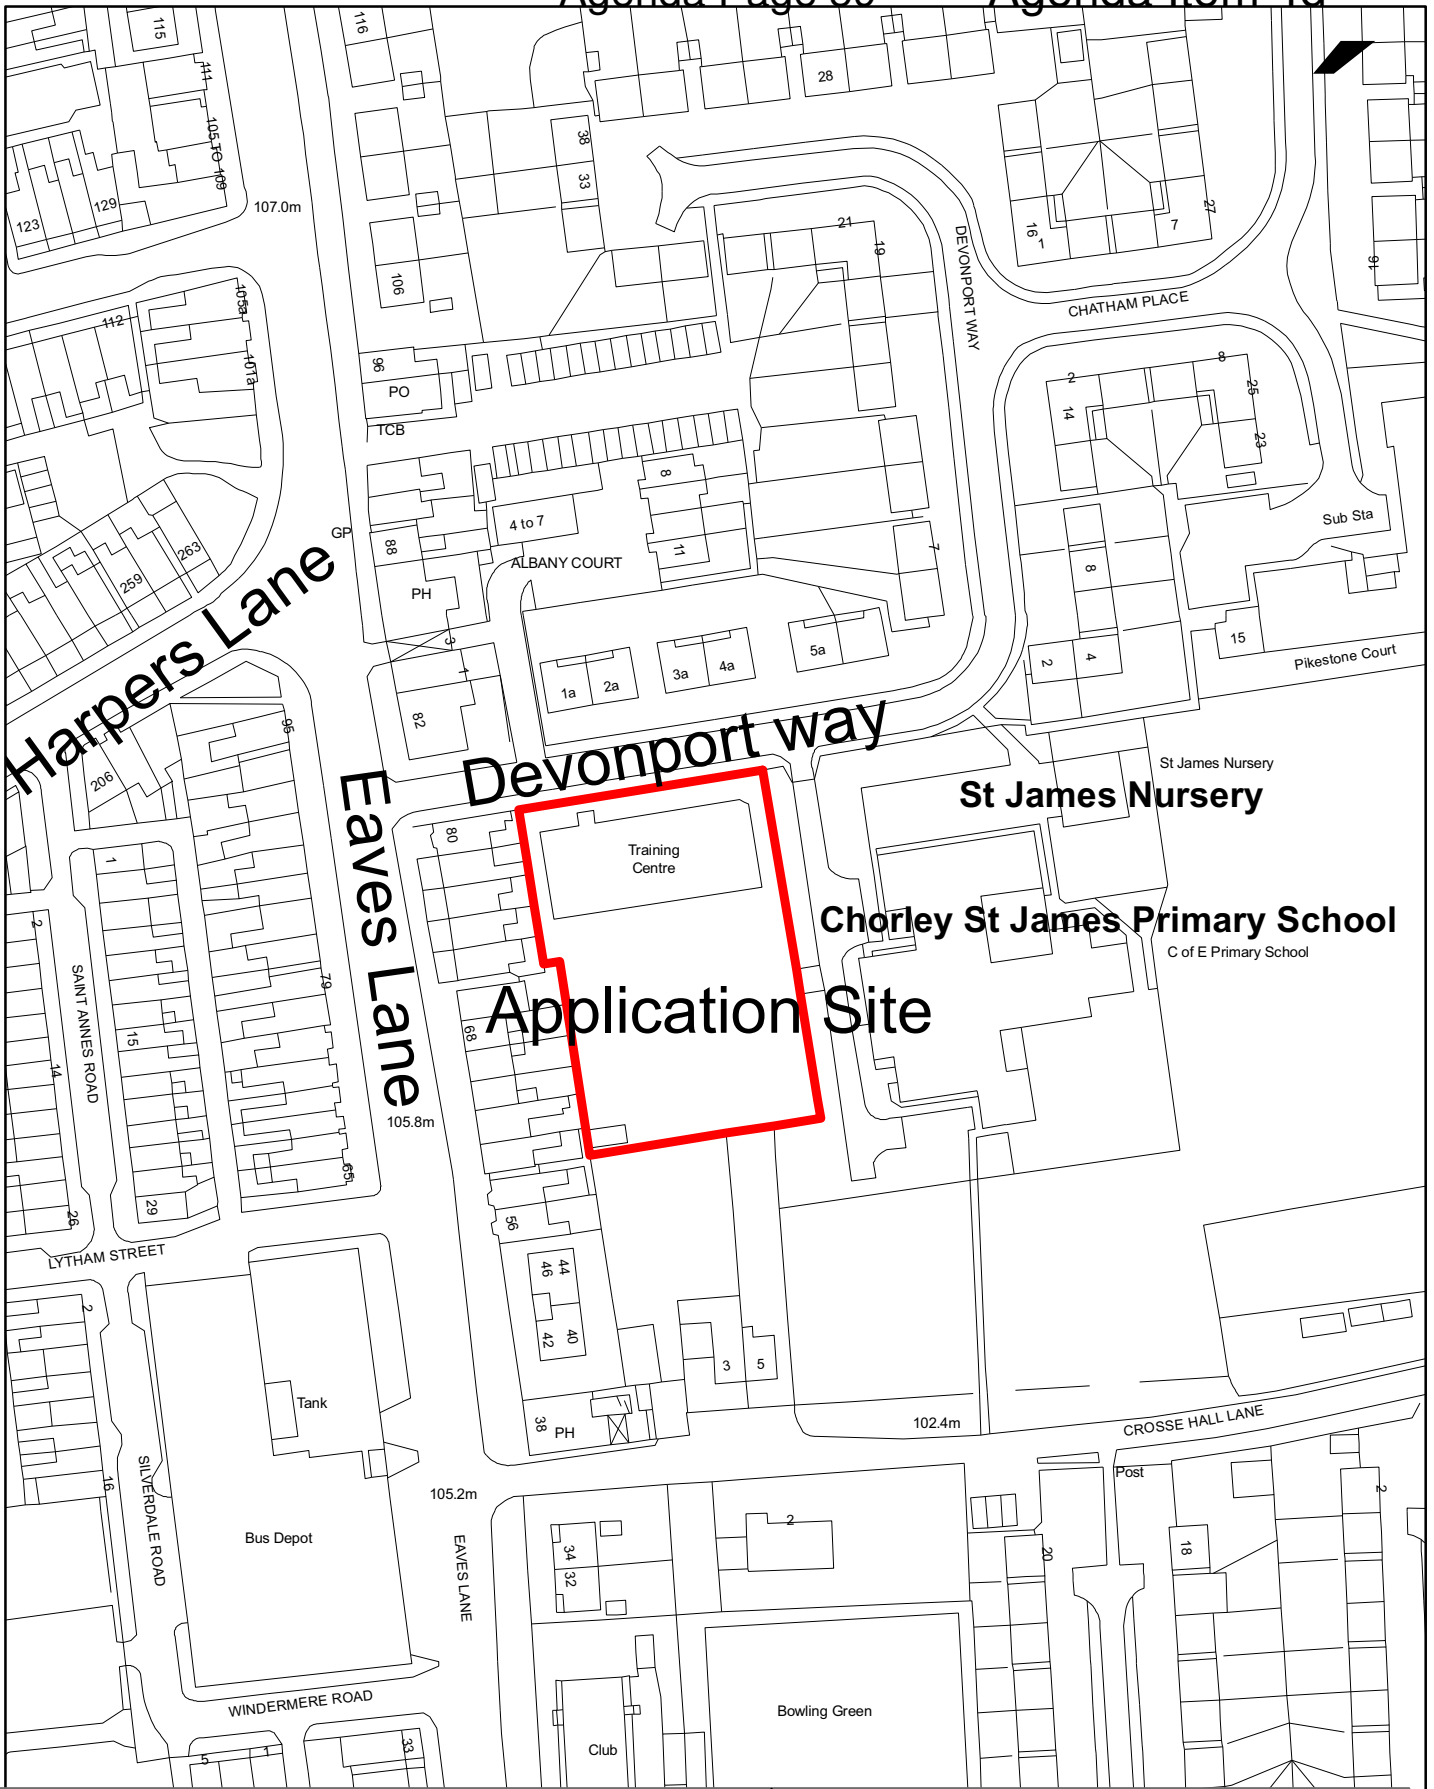 115
116
111
105 TO 109
28
38
33
123
129
107.0m
21
19
DEVONPORT WAY
16
1
7
27
16
CHATHAM PLACE
106
105a
112
101a
96
PO
TCB
2
14
8
25
23
8
11
4 to 7
ALBANY COURT
GP
88
PH
3
1
263
259
7
8
Sub Sta
15
Pikestone Court
2
4
Harpers Lane
1a
2a
3a
4a
5a
82
95
206
Devonport way
St James Nursery
St James Nursery
Eaves Lane
80
Training
Centre
1
2
Chorley St James Primary School
C of E Primary School
SAINT ANNES ROAD
79
15
14
68
Application Site
105.8m
65
29
26
56
LYTHAM STREET
46
44
42
40
2
3
5
Tank
38
PH
102.4m
CROSSE HALL LANE
Post
16
SILVERDALE ROAD
105.2m
Bus Depot
EAVES LANE
34
32
2
20
18
2
WINDERMERE ROAD
Bowling Green
Club
5
1
33